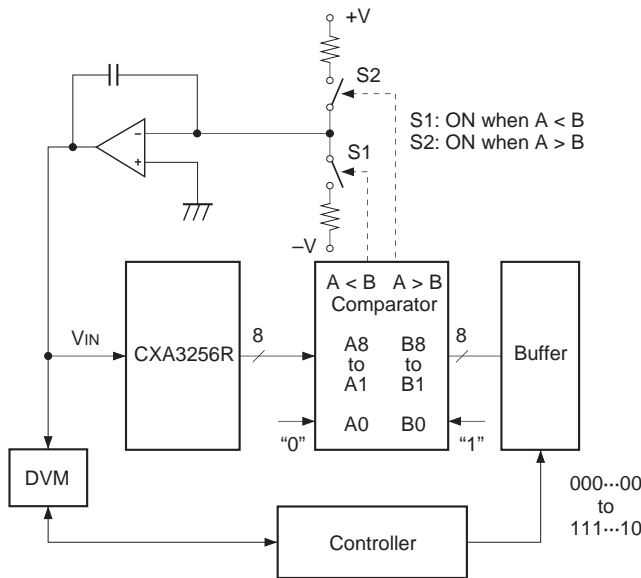 +V
S2
S1: ON when A < B
S2: ON when A > B
S1
–V
A < B A > B
Comparator
VIN
CXA3256R
8
A8
to
A1
B8
to
B1
8
Buffer
A0
B0
“0”
“1”
DVM
000···00
to
111···10
Controller